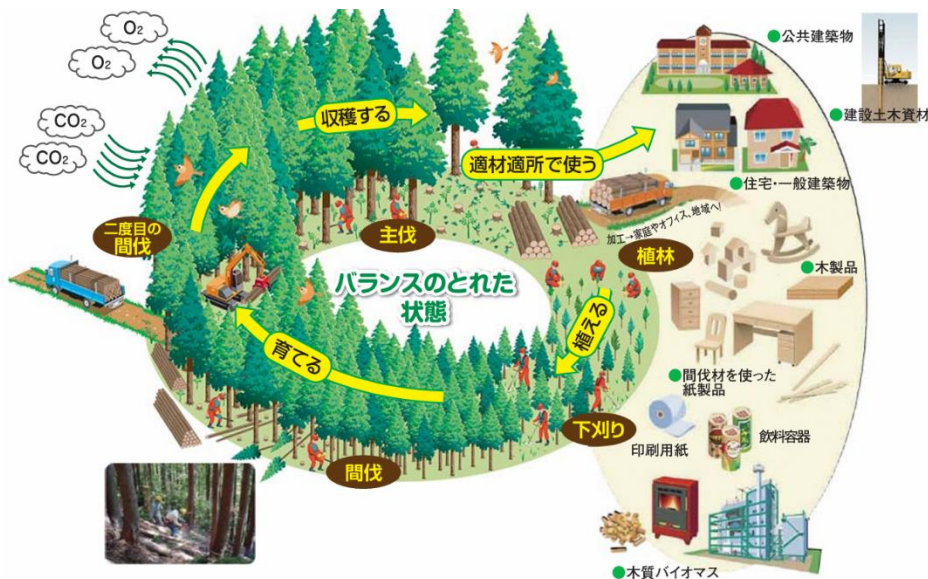 O₂
O₂
CO₂
CO₂
収穫する
適材適所で使う
二度目の
間伐
主伐
加工→家庭やオフィス、地域へ!
植林
バランスのとれた
状態
植える
育てる
下刈り
間伐
●公共建築物
●建設土木資材
●住宅・一般建築物
●木製品
●間伐材を使った
紙製品
印刷用紙
飲料容器
●木質バイオマス